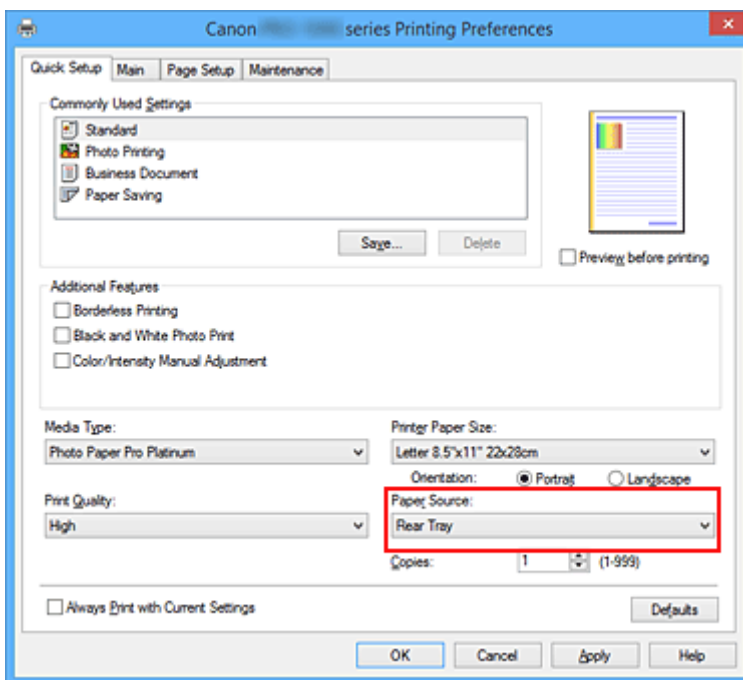 Canon series Printing Preferences
Quick Setup Main Page Setup Maintenance
Commonly Used Settings
Standard
Photo Printing
Business Document
Paper Saving
Save... Delete
Preview before printing
Additional Features
Borderless Printing
Black and White Photo Print
Color/Intensity Manual Adjustment
Media Type: Printer Paper Size:
Photo Paper Pro Platinum Letter 8.5"x11" 22x28cm
Orientation: Portrait Landscape
Print Quality: Paper Source:
High Rear Tray
Copies: 1 (1-999)
Always Print with Current Settings Defaults
OK Cancel Apply Help